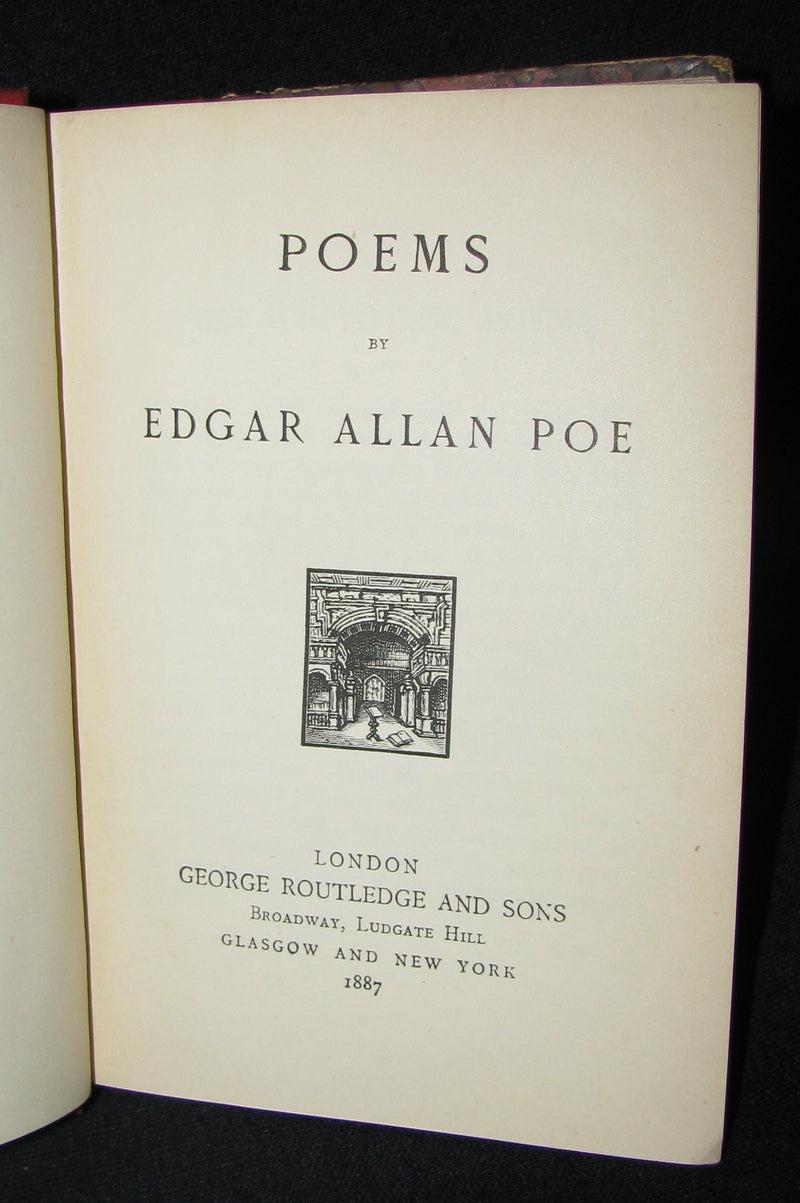 POEMS
BY
EDGAR ALLAN POE
LONDON
GEORGE ROUTLEDGE AND SONS
BROADWAY, LUDGATE HILL
GLASGOW AND NEW YORK
1887